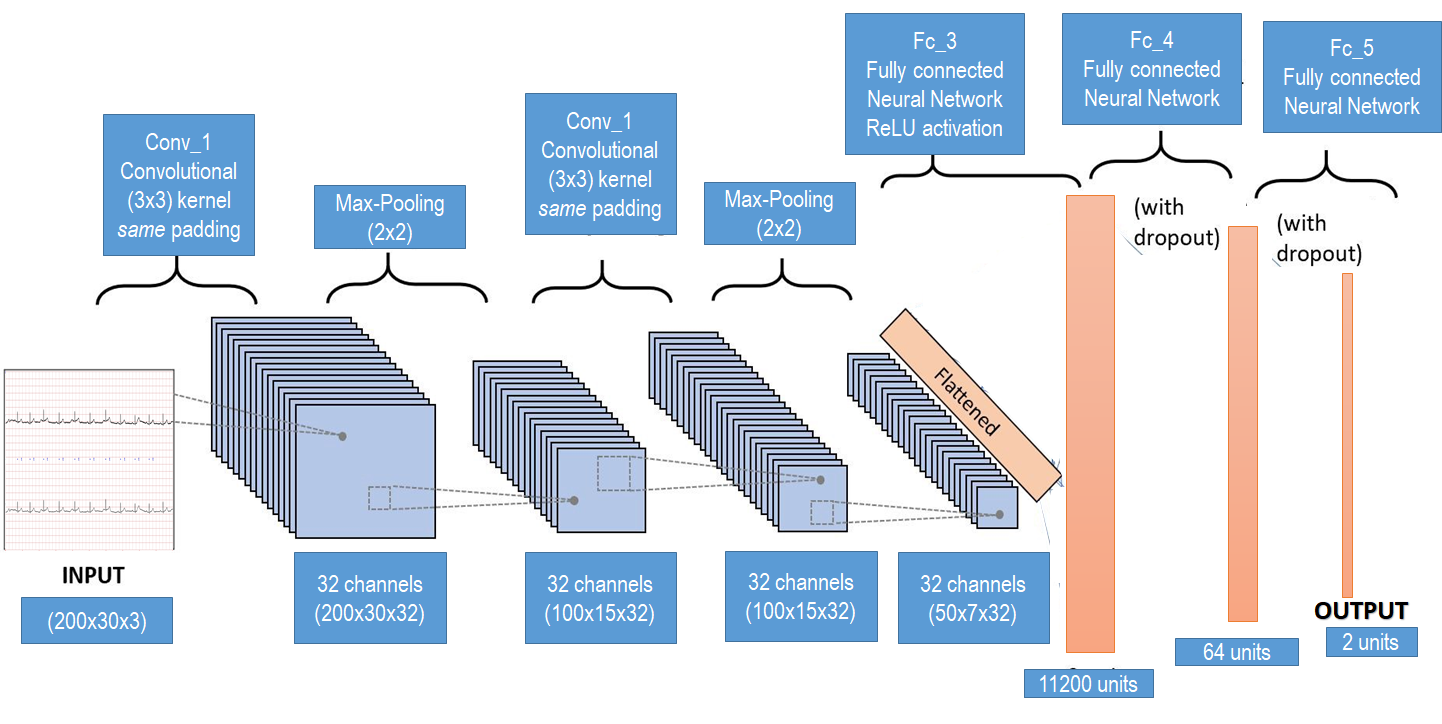 Conv_1
Convolutional
(3x3) kernel
same padding
Max-Pooling
(2x2)
Conv_1
Convolutional
(3x3) kernel
same padding
Max-Pooling
(2x2)
Fc_3
Fully connected
Neural Network
ReLU activation
Fc_4
Fully connected
Neural Network
Fc_5
Fully connected
Neural Network
(with
dropout)
(with
dropout)
Flattened
INPUT
(200x30x3)
32 channels
(200x30x32)
32 channels
(100x15x32)
32 channels
(100x15x32)
32 channels
(50x7x32)
11200 units
64 units
OUTPUT
2 units